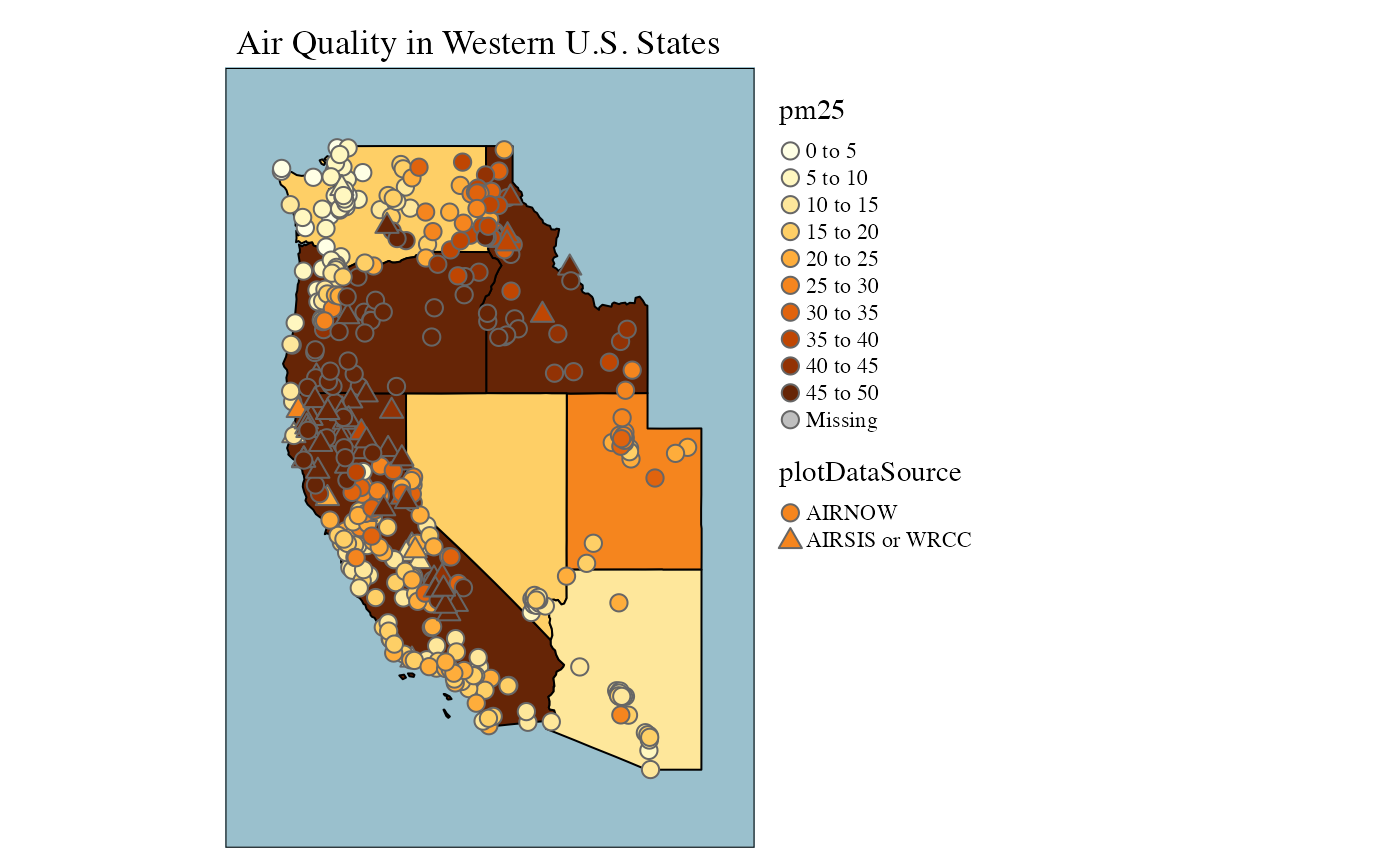 Air Quality in Western U.S. States
pm25
0 to 5
5 to 10
10 to 15
15 to 20
20 to 25
25 to 30
30 to 35
35 to 40
40 to 45
45 to 50
Missing
plotDataSource
AIRNOW
AIRSIS or WRCC